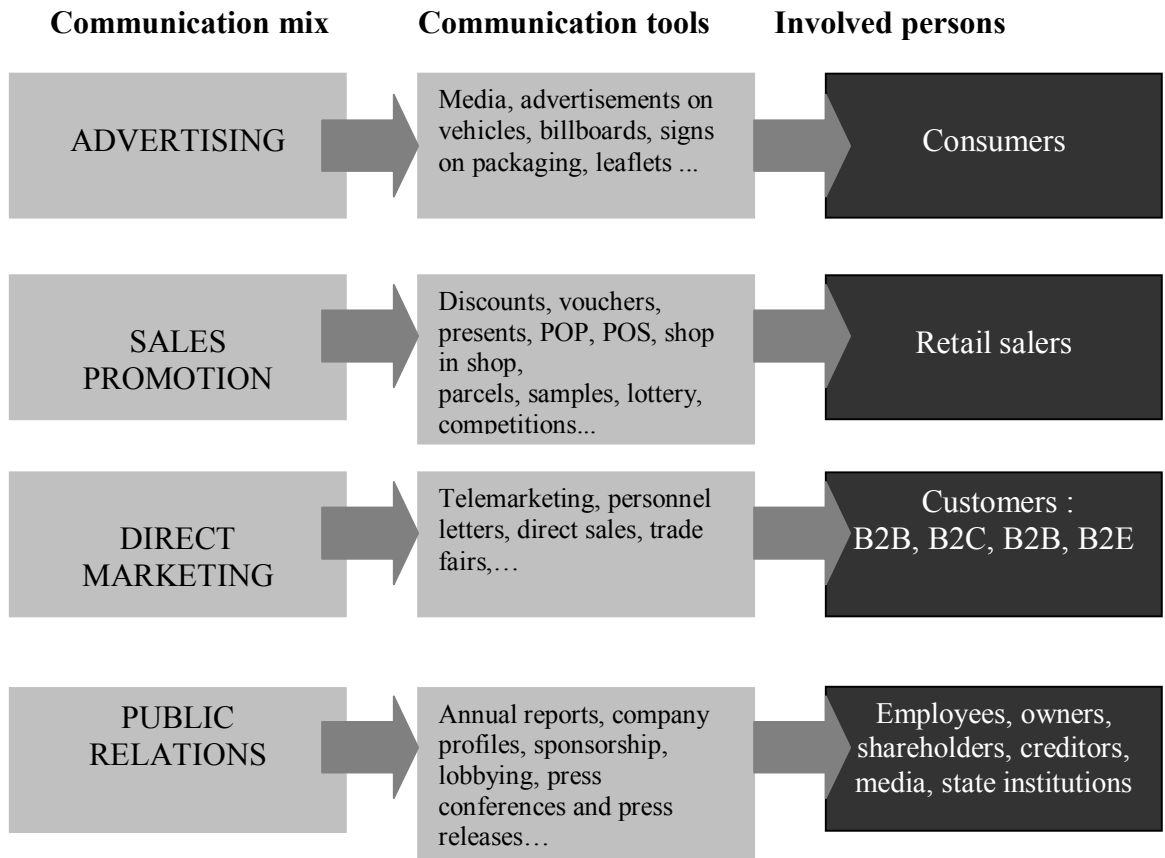 Communication mix
Communication tools
Involved persons
ADVERTISING
Media, advertisements on
vehicles, billboards, signs
on packaging, leaflets ...
Consumers
SALES
PROMOTION
Discounts, vouchers,
presents, POP, POS, shop
in shop,
parcels, samples, lottery,
competitions...
Retail salers
DIRECT
MARKETING
Telemarketing, personnel
letters, direct sales, trade
fairs,…
Customers :
B2B, B2C, B2B, B2E
PUBLIC
RELATIONS
Annual reports, company
profiles, sponsorship,
lobbying, press
conferences and press
releases…
Employees, owners,
shareholders, creditors,
media, state institutions